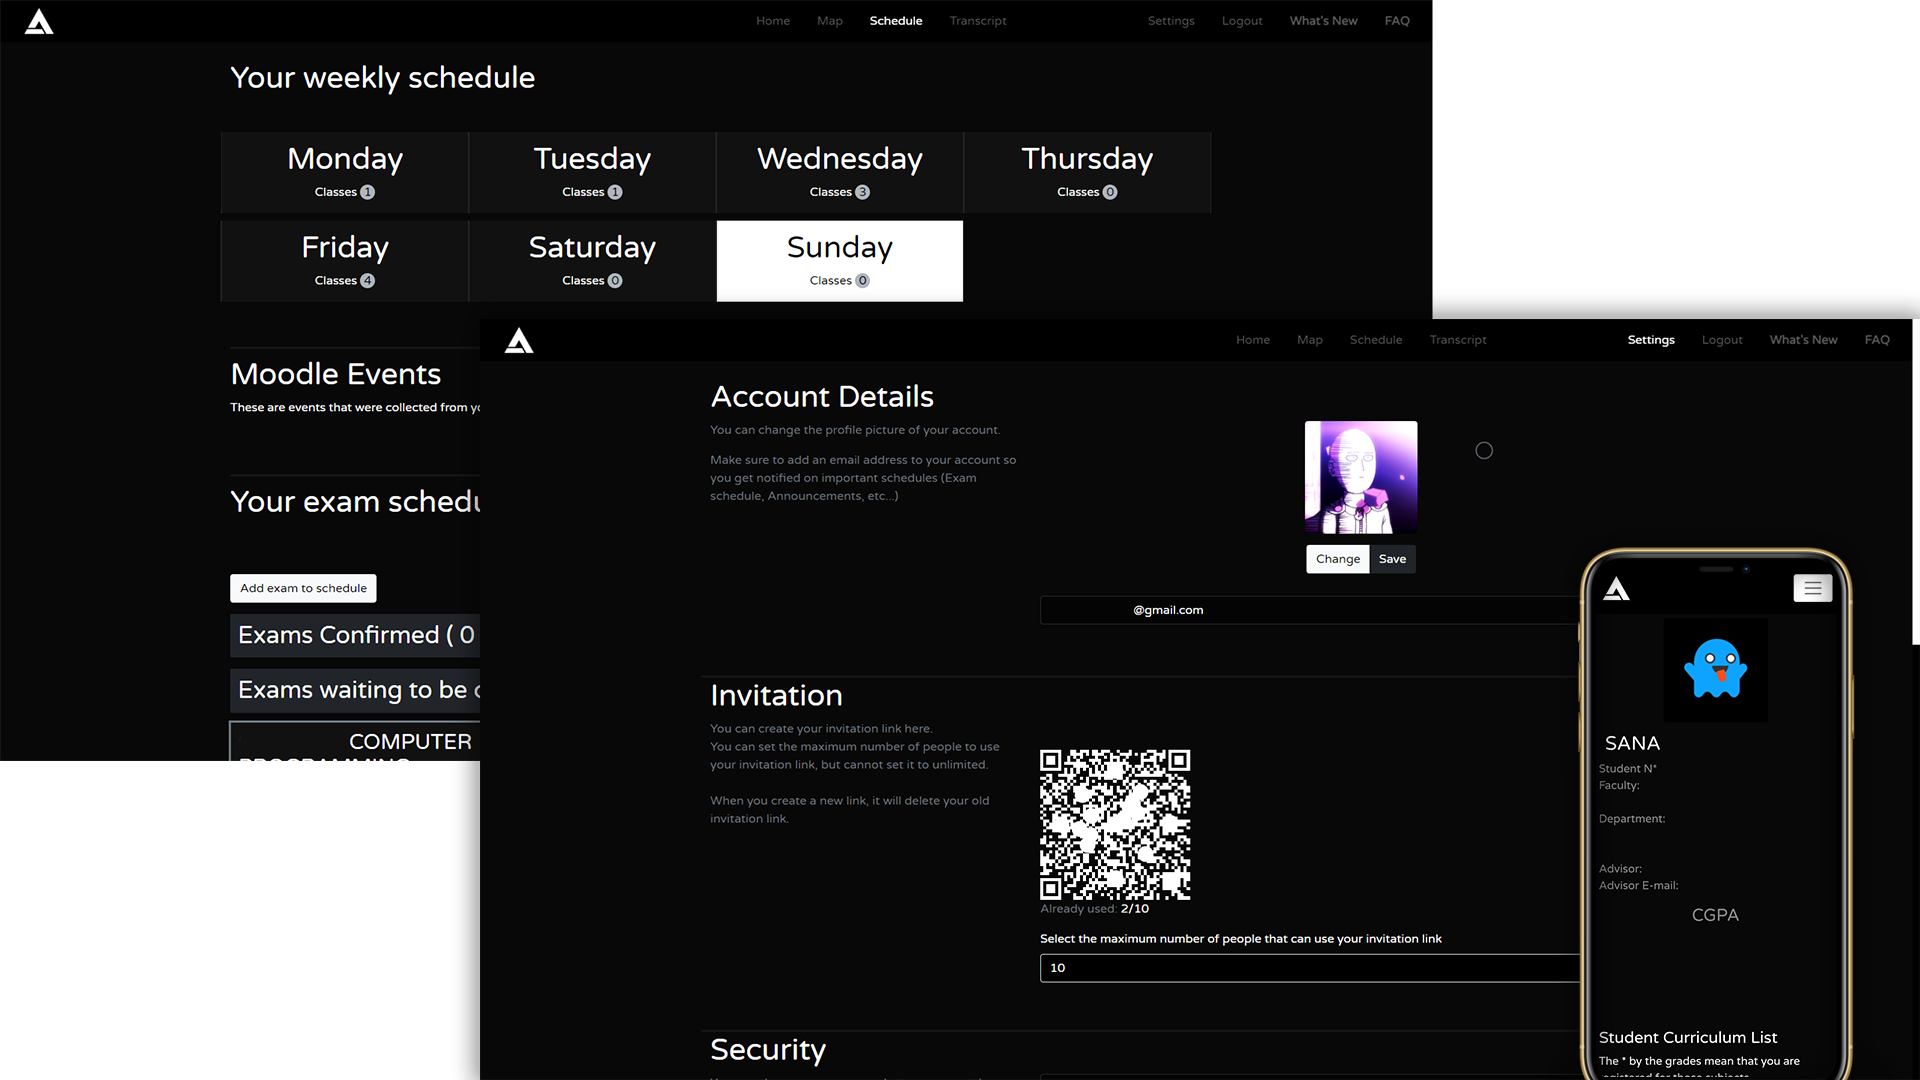 Home Map Schedule Transcript Settings Logout What's New FAQ
Your weekly schedule
Monday Tuesday Wednesday Thursday
Classes 1 Classes 1 Classes 3 Classes 0
Friday Saturday Sunday
Classes 4 Classes 0 Classes 0
Moodle Events
These are events that were collected from
Your exam
Add exam to schedule
Exams Confirmed ( 0
Exams waiting to be
COMPUTER
Home Map Schedule Transcript Settings Logout What's New FAQ
Account Details
You can change the profile picture of your account.
Make sure to add an email address to your account so
you get notified on important schedules (Exam
schedule, Announcements, etc...)
Change Save
@gmail.com
Invitation
You can create your invitation link here.
You can set the maximum number of people to use
your invitation link, but cannot set it to unlimited.
When you create a new link, it will delete your old
invitation link.
Already used: 2/10
Select the maximum number of people that can use your invitation link
10
Security
SANA
Student N*
Faculty:
Department:
Advisor:
Advisor E-mail:
CGPA
Student Curriculum List
The * by the grades mean that you are